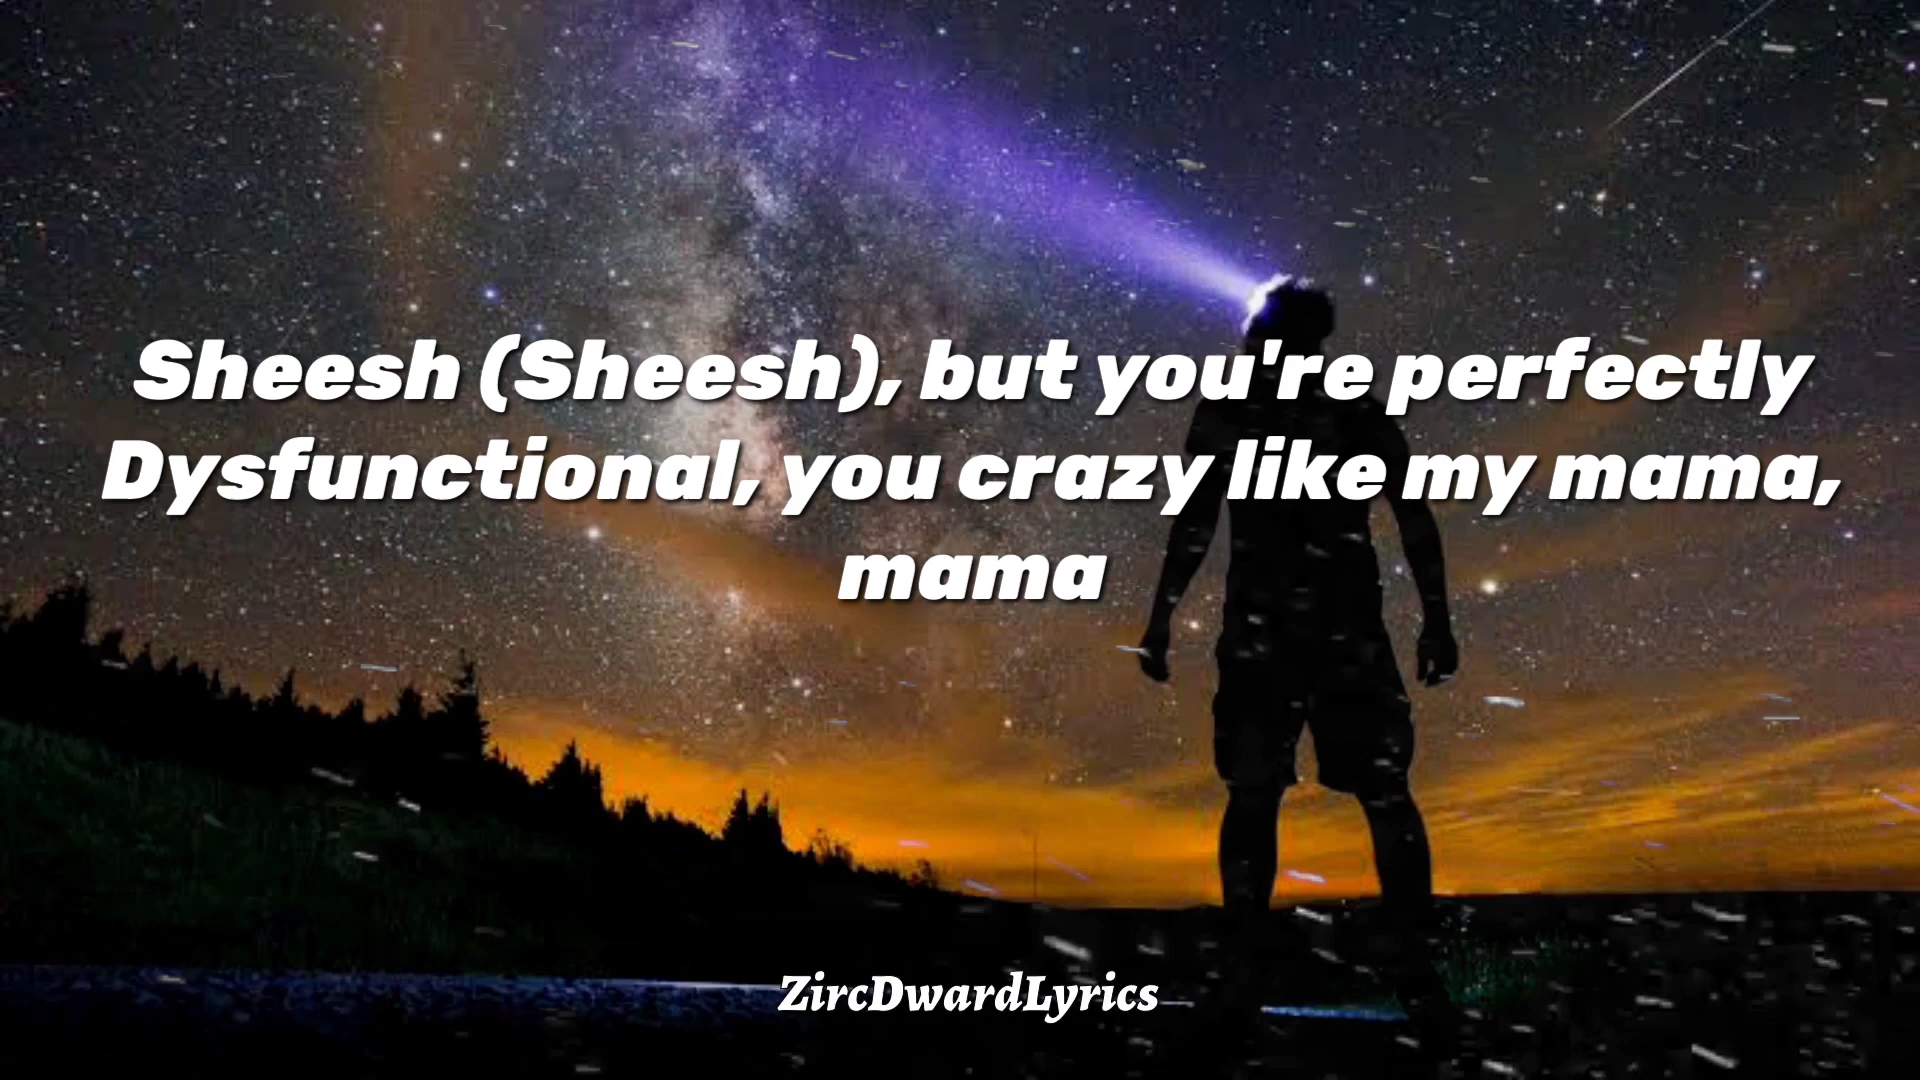 Sheesh (Sheesh), but you're perfectly
Dysfunctional, you crazy like my mama,
mama
ZircDwardLyrics